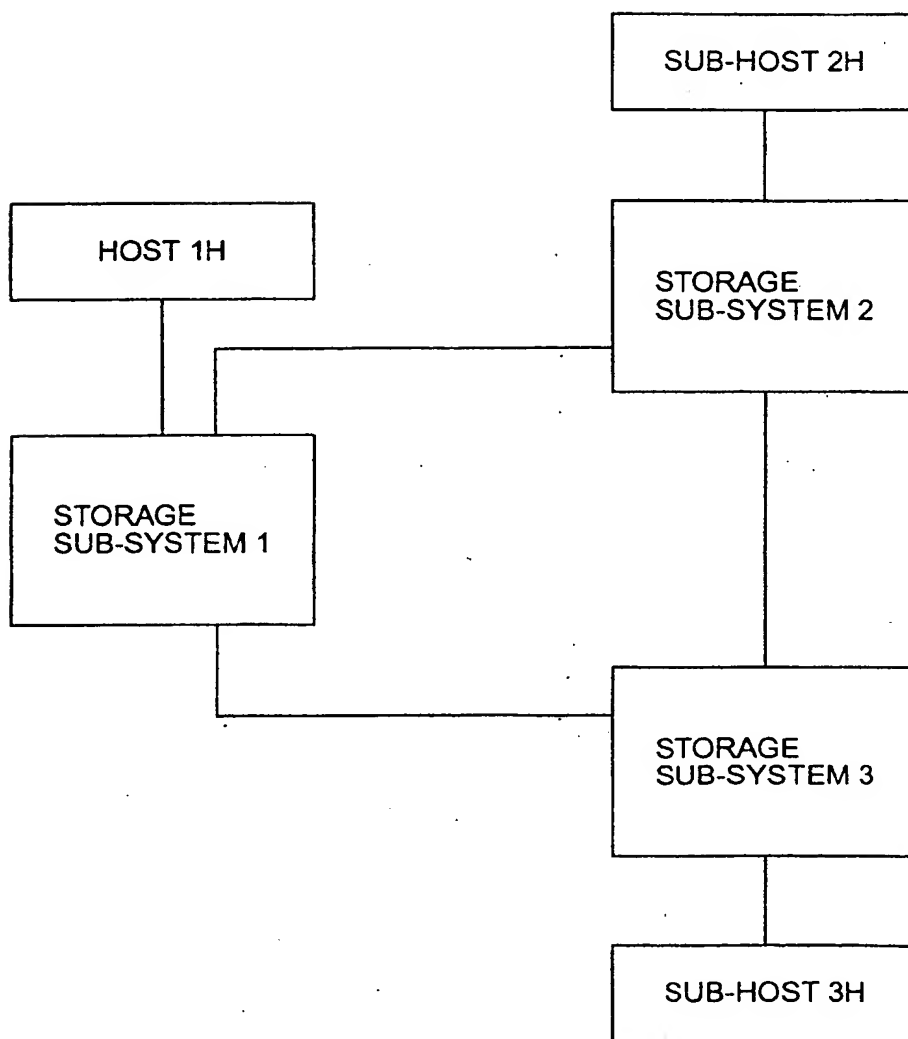 SUB-HOST 2H
HOST 1H
STORAGE
SUB-SYSTEM 2
STORAGE
SUB-SYSTEM 1
STORAGE
SUB-SYSTEM 3
SUB-HOST 3H